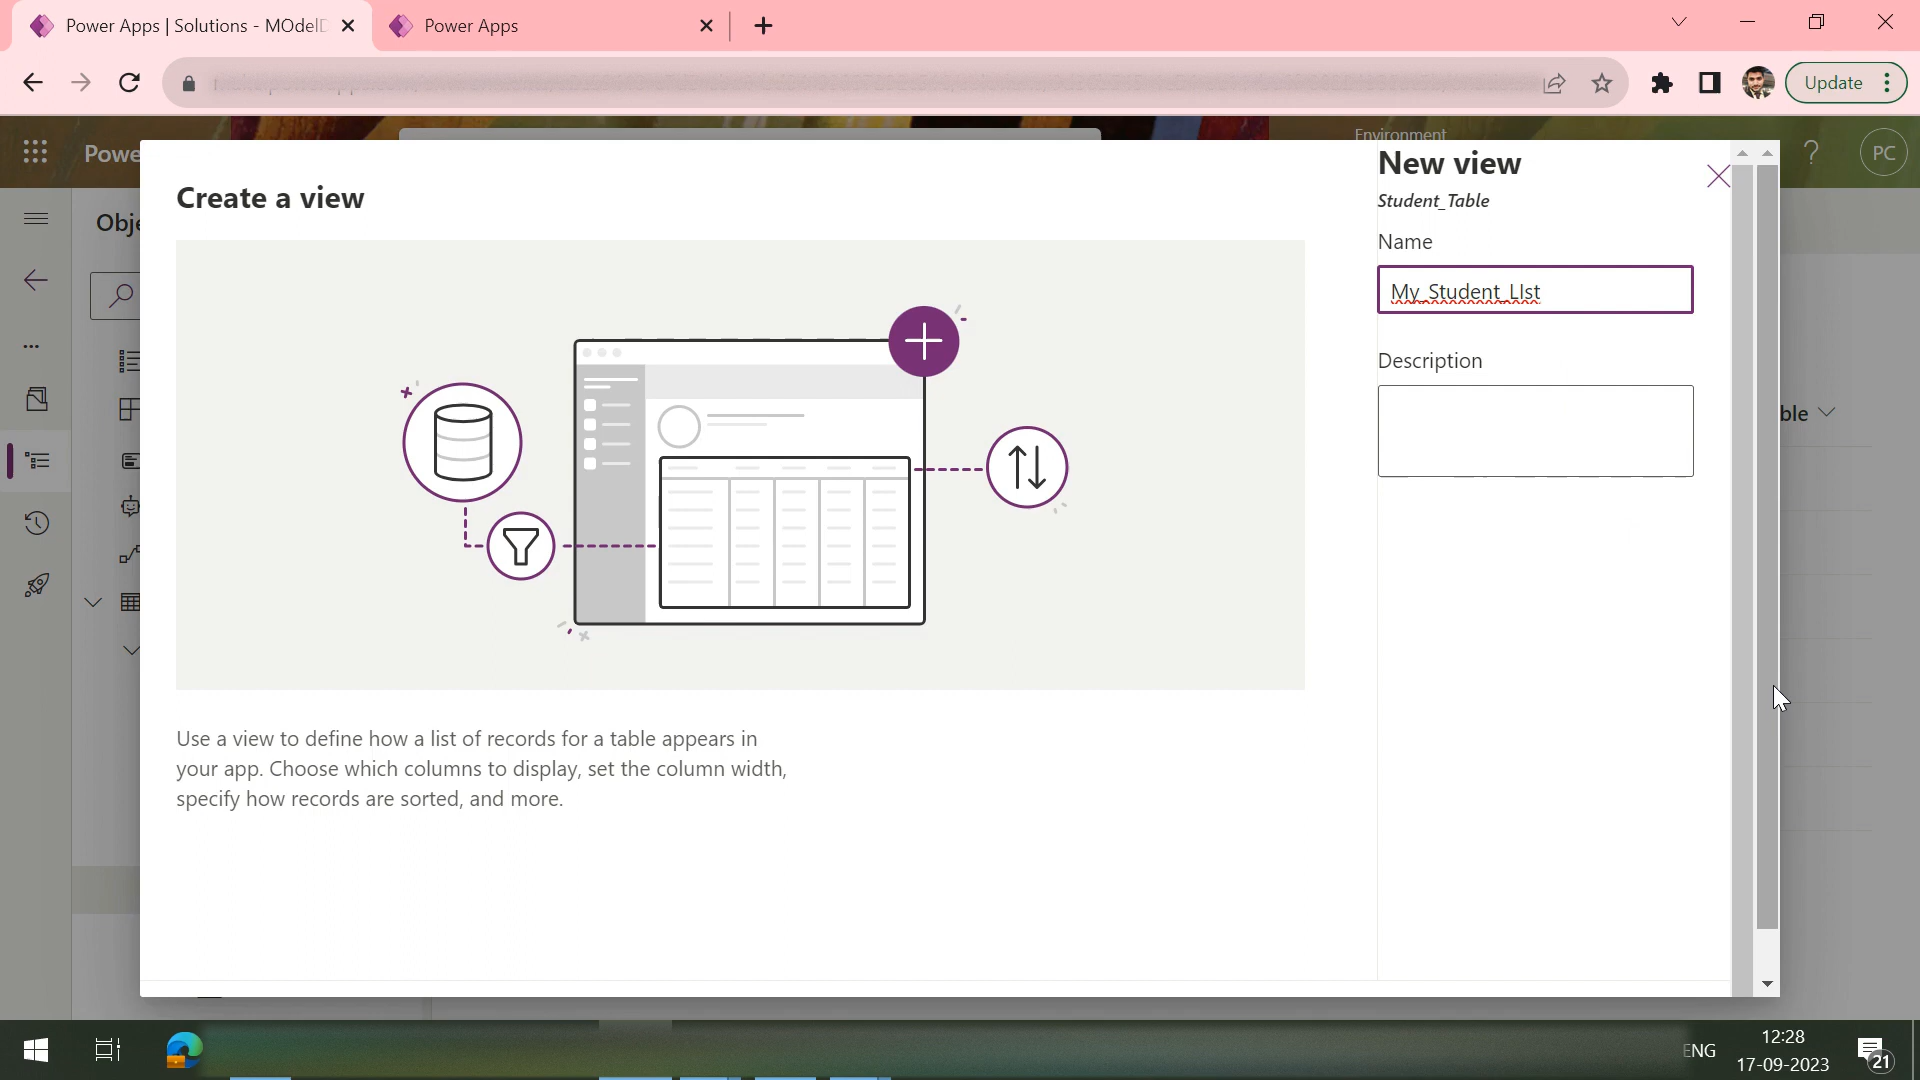 Power Apps | Solutions - MOdelD
Power Apps
Update
Environment
Powe
PC
Obje
Create a view
New view
Student_Table
Name
My_Student_LIst
Description
ble
Use a view to define how a list of records for a table appears in
your app. Choose which columns to display, set the column width,
specify how records are sorted, and more.
ENG
12:28
17-09-2023
21